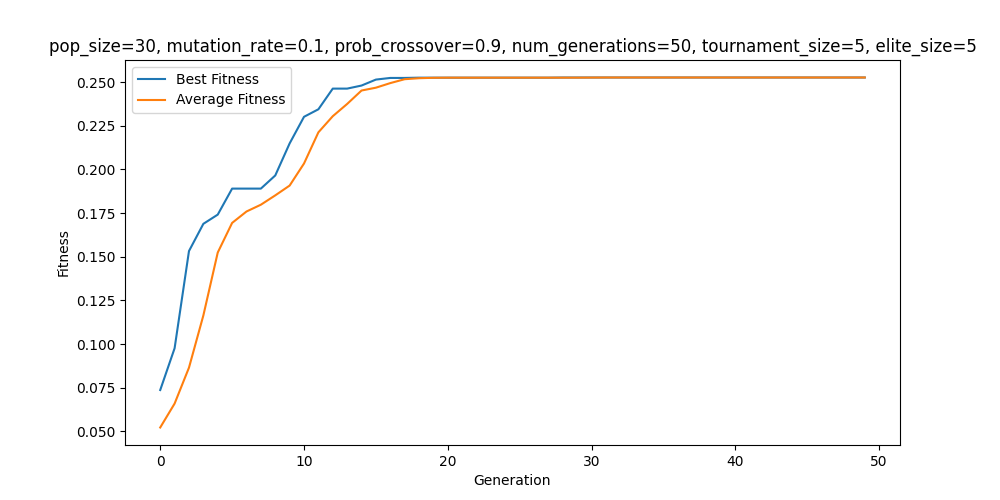 pop_size=30, mutation_rate=0.1, prob_crossover=0.9, num_generations=50, tournament_size=5, elite_size=5
Best Fitness
Average Fitness
0.250
0.225
0.200
0.175
0.150
0.125
0.100
0.075
0.050
Fitness
0 10 20 30 40 50
Generation